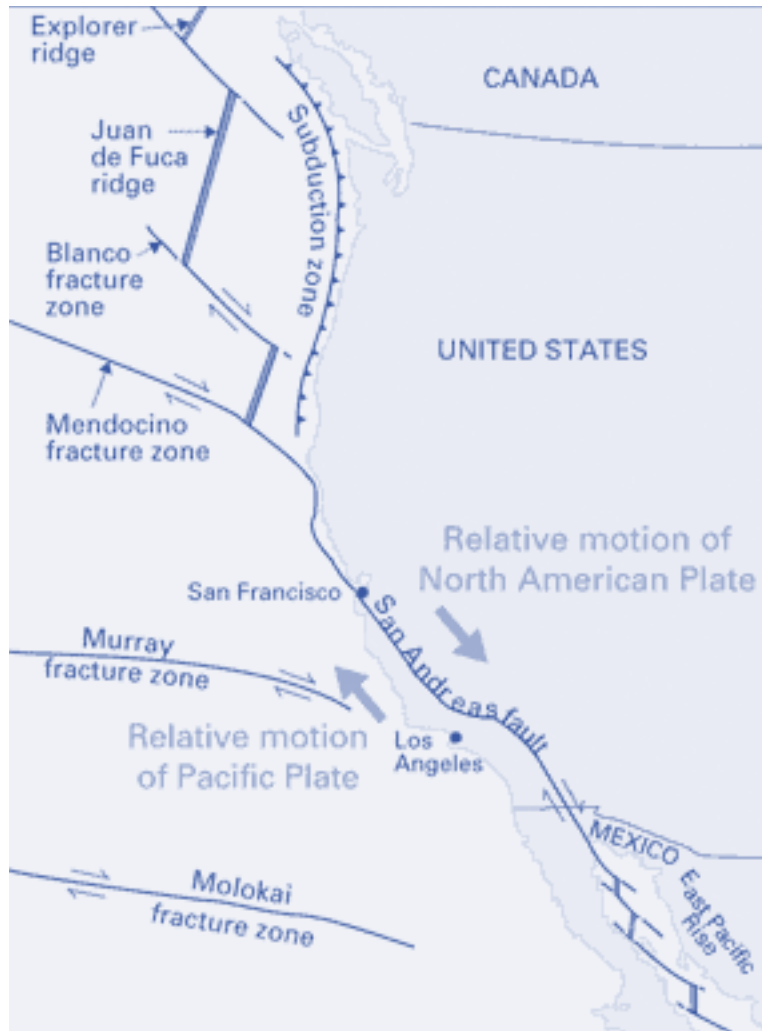 Explorer
ridge
CANADA
Juan
de Fuca
ridge
Subduction zone
Blanco
fracture
zone
UNITED STATES
Mendocino
fracture zone
Relative motion of
North American Plate
San Francisco
San Andreas fault
Murray
fracture zone
Relative motion
of Pacific Plate
Los
Angeles
MEXICO
East Pacific
Rise
Molokai
fracture zone